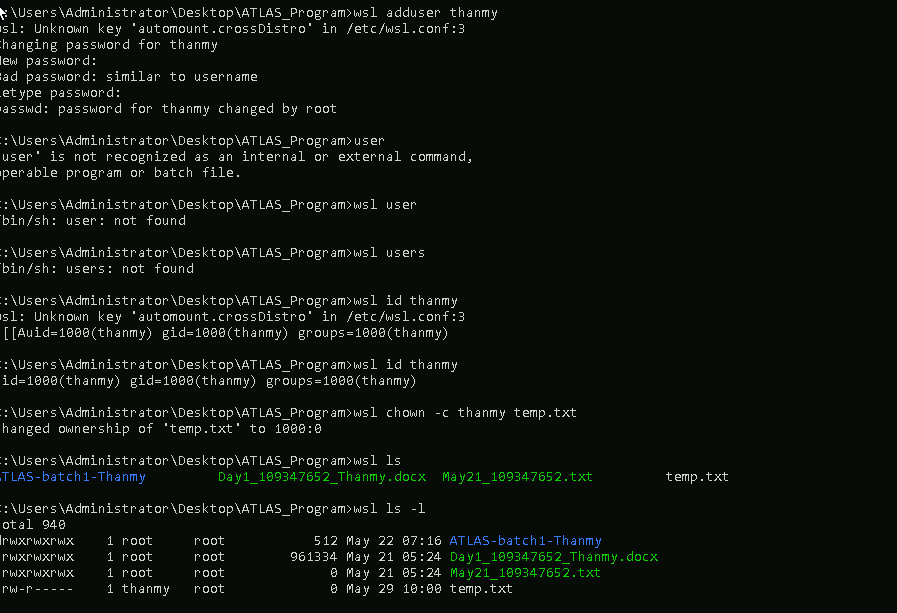 :\Users\Administrator\Desktop\ATLAS_Program>wsl adduser thanmy
wsl: Unknown key 'automount.crossDistro' in /etc/wsl.conf:3
Changing password for thanmy
New password:
Bad password: similar to username
Retype password:
passwd: password for thanmy changed by root
:\Users\Administrator\Desktop\ATLAS_Program>user
'user' is not recognized as an internal or external command,
operable program or batch file.
:\Users\Administrator\Desktop\ATLAS_Program>wsl user
/bin/sh: user: not found
:\Users\Administrator\Desktop\ATLAS_Program>wsl users
/bin/sh: users: not found
:\Users\Administrator\Desktop\ATLAS_Program>wsl id thanmy
wsl: Unknown key 'automount.crossDistro' in /etc/wsl.conf:3
[[Auid=1000(thanmy) gid=1000(thanmy) groups=1000(thanmy)
:\Users\Administrator\Desktop\ATLAS_Program>wsl id thanmy
id=1000(thanmy) gid=1000(thanmy) groups=1000(thanmy)
:\Users\Administrator\Desktop\ATLAS_Program>wsl chown -c thanmy temp.txt
hanged ownership of 'temp.txt' to 1000:0
:\Users\Administrator\Desktop\ATLAS_Program>wsl ls
ATLAS-batch1-Thanmy Day1_109347652_Thanmy.docx May21_109347652.txt temp.txt
:\Users\Administrator\Desktop\ATLAS_Program>wsl ls -l
otal 940
drwxrwxrwx 1 root root 512 May 22 07:16 ATLAS-batch1-Thanmy
rwxrwxrwx 1 root root 961334 May 21 05:24 Day1_109347652_Thanmy.docx
rwxrwxrwx 1 root root 0 May 21 05:24 May21_109347652.txt
rw-r----- 1 thanmy root 0 May 29 10:00 temp.txt